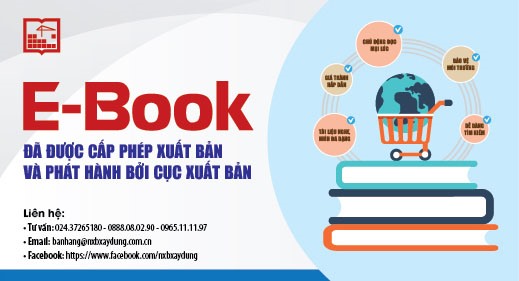 E-Book
ĐÃ ĐƯỢC CẤP PHÉP XUẤT BẢN
VÀ PHÁT HÀNH BỞI CỤC XUẤT BẢN
Liên hệ:
• Tư vấn: 024.37265180 - 0888.08.02.90 - 0965.11.11.97
• Email: banhang@nxbxaydung.com.cn
• Facebook: https://www.facebook.com/nxbxaydung
CHỦ ĐỘNG ĐỌC
MỌI LÚC
GIÁ THÀNH
HẤP DẪN
BẢO VỆ
MÔI TRƯỜNG
TÀI LIỆU NGHE,
NHÌN ĐA DẠNG
DỄ DÀNG
TÌM KIẾM